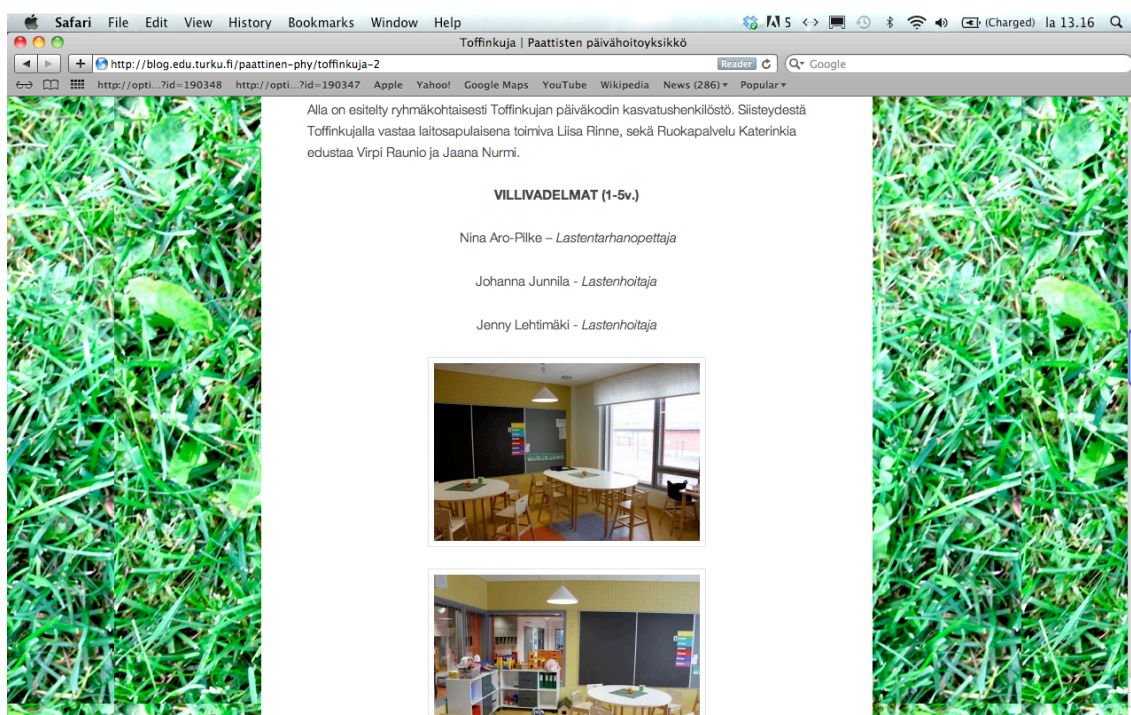 Safari File Edit View History Bookmarks Window Help 5 (Charged) la 13.16
Toffinkuja | Paattisten päivähoitoyksikkö
http://blog.edu.turku.fi/paattinen-phy/toffinkuja-2 Reader Google
http://opti...?id=190348 http://opti...?id=190347 Apple Yahoo! Google Maps YouTube Wikipedia News (286) Popular
Alla on esitelty ryhmäkohtaisesti Toffinkujan päiväkodin kasvatushenkilöstö. Siisteydestä
Toffinkujalla vastaa laitosapulaisena toimiva Liisa Rinne, sekä Ruokapalvelu Katerinkia
edustaa Virpi Raunio ja Jaana Nurmi.
VILLIVADELMAT (1-5v.)
Nina Aro-Pilke – Lastentarhanopettaja
Johanna Junnila - Lastenhoitaja
Jenny Lehtimäki - Lastenhoitaja